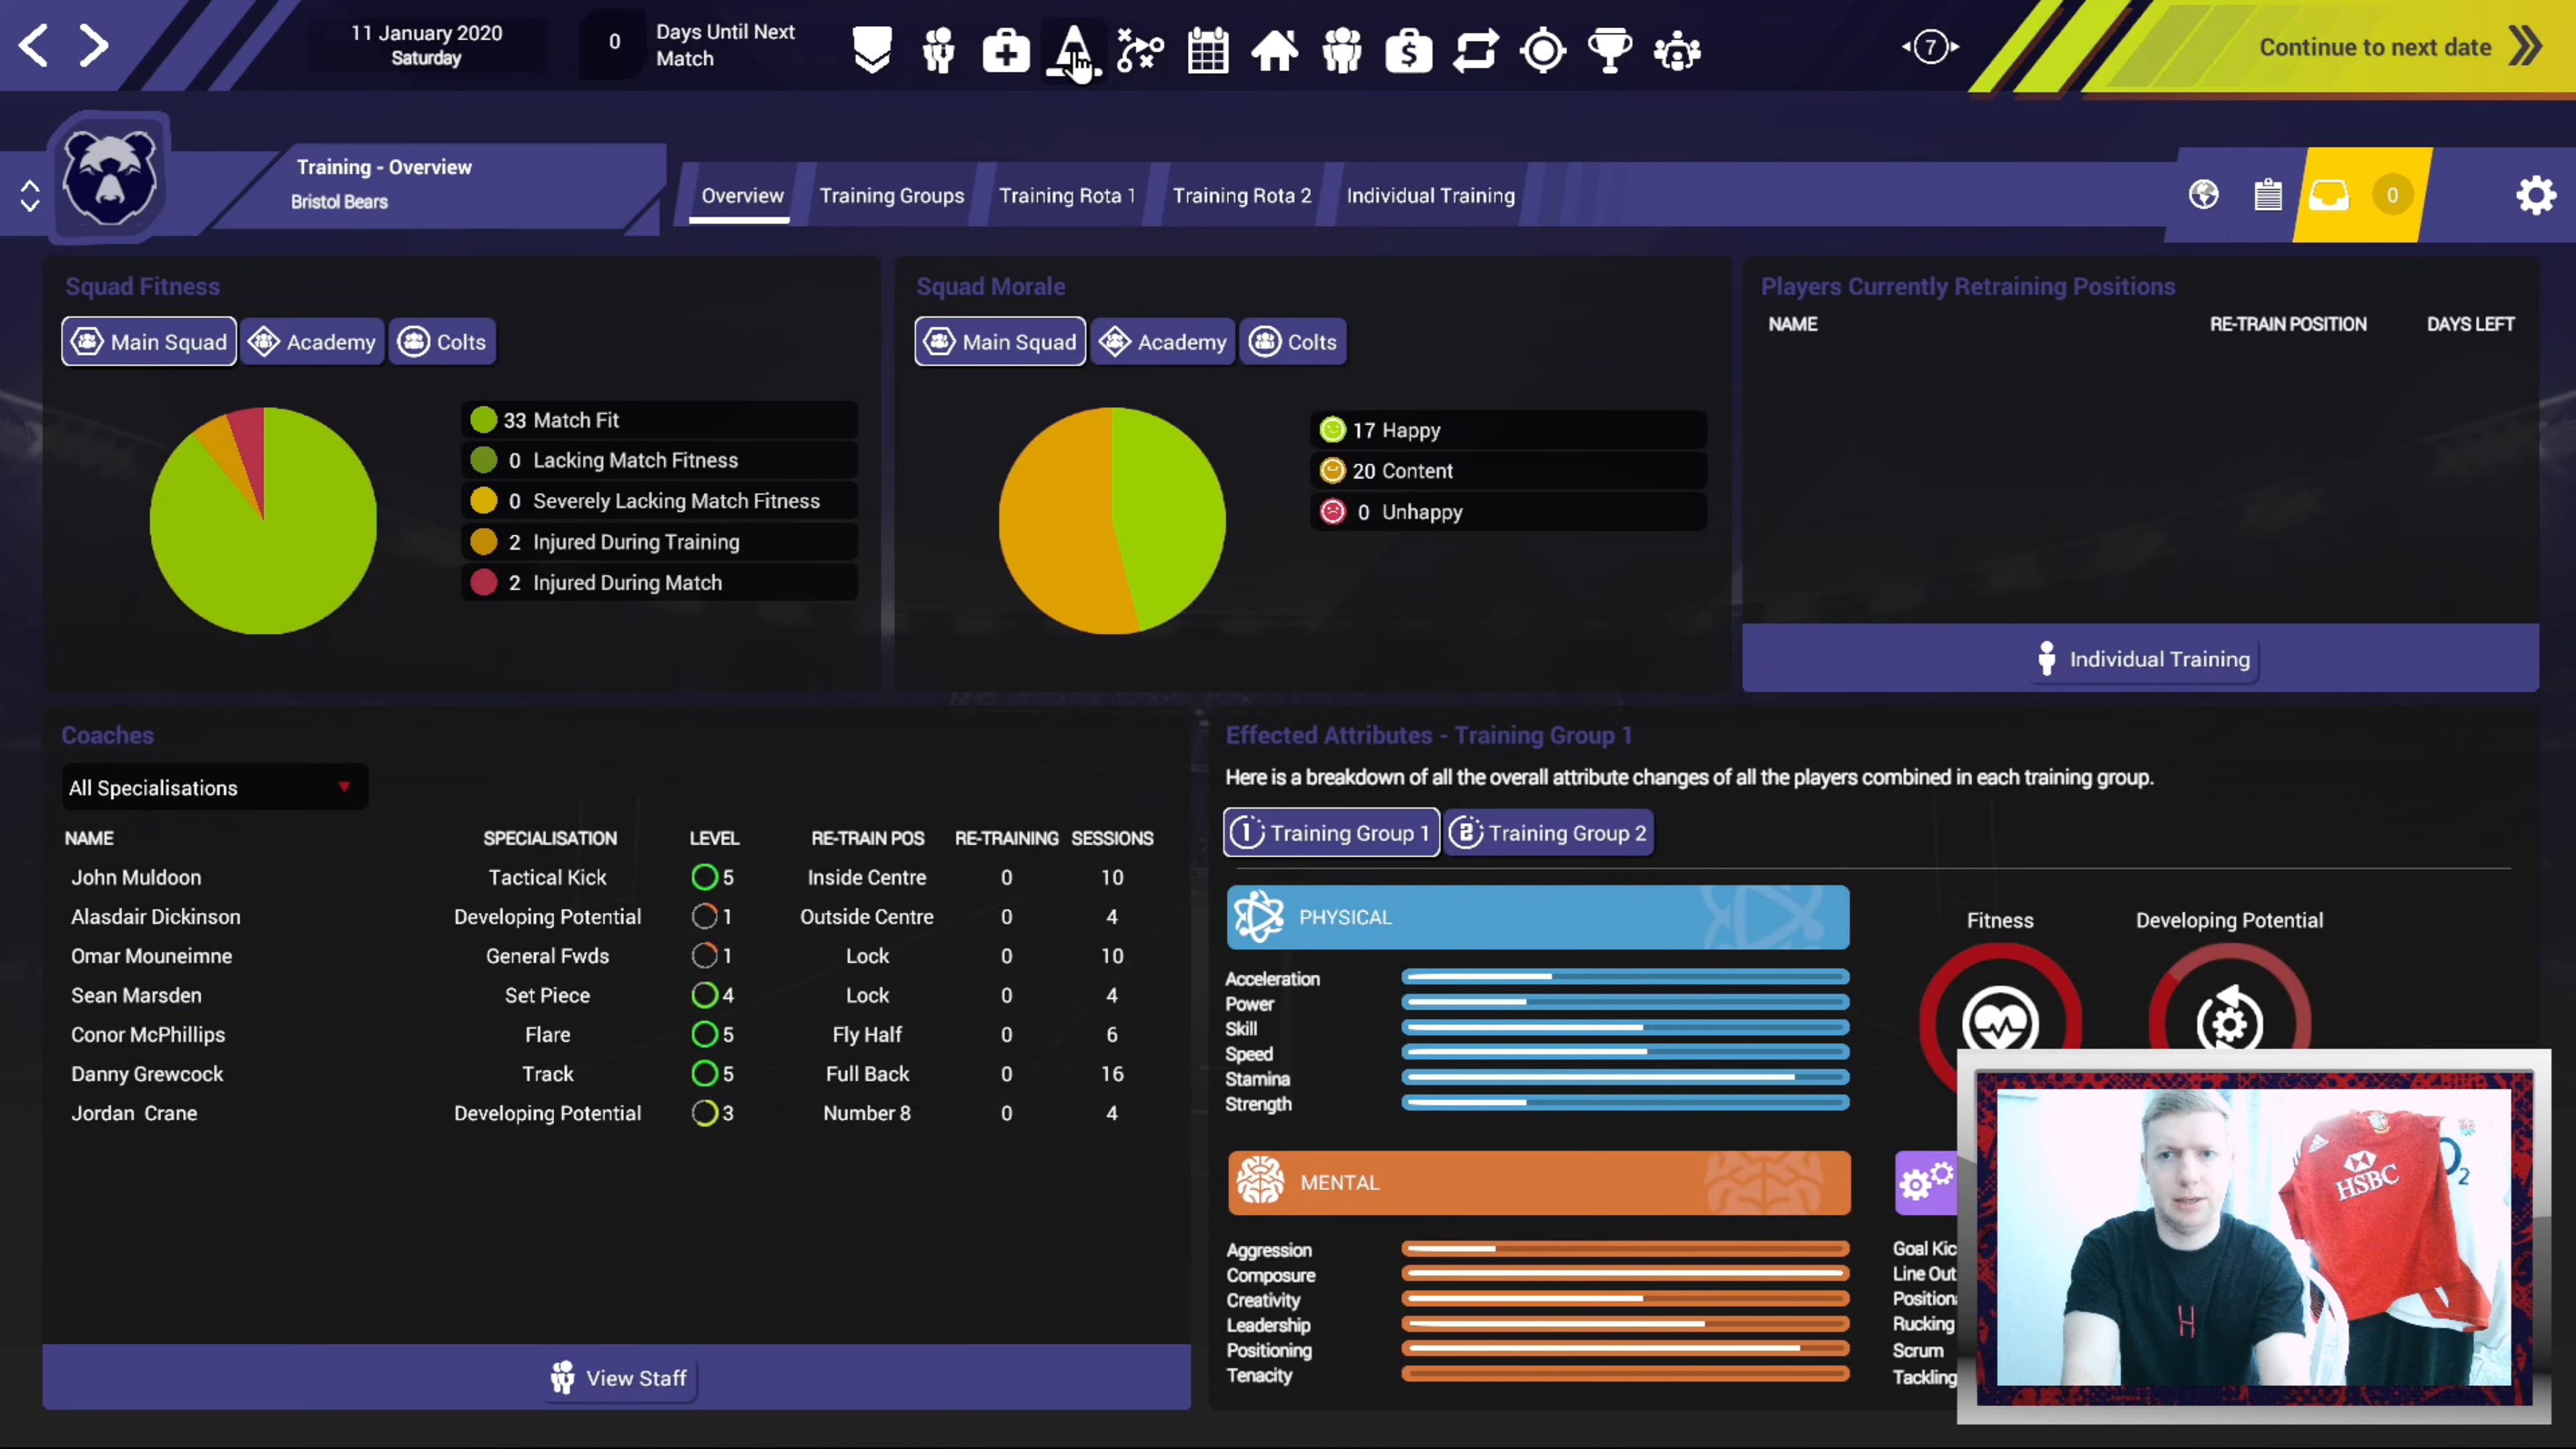 11 January 2020
Saturday
0
Days Until Next
Match
7
Continue to next date
Training - Overview
Bristol Bears
Overview
Training Groups
Training Rota 1
Training Rota 2
Individual Training
0
Squad Fitness
Main Squad
Academy
Colts
33 Match Fit
0 Lacking Match Fitness
0 Severely Lacking Match Fitness
2 Injured During Training
2 Injured During Match
Squad Morale
Main Squad
Academy
Colts
17 Happy
20 Content
0 Unhappy
Players Currently Retraining Positions
NAME RE-TRAIN POSITION DAYS LEFT
Individual Training
Coaches
All Specialisations
NAME SPECIALISATION LEVEL RE-TRAIN POS RE-TRAINING SESSIONS
John Muldoon Tactical Kick 5 Inside Centre 0 10
Alasdair Dickinson Developing Potential 1 Outside Centre 0 4
Omar Mouneimne General Fwds 1 Lock 0 10
Sean Marsden Set Piece 4 Lock 0 4
Conor McPhillips Flare 5 Fly Half 0 6
Danny Grewcock Track 5 Full Back 0 16
Jordan Crane Developing Potential 3 Number 8 0 4
View Staff
Effected Attributes - Training Group 1
Here is a breakdown of all the overall attribute changes of all the players combined in each training group.
1 Training Group 1
2 Training Group 2
PHYSICAL
Acceleration
Power
Skill
Speed
Stamina
Strength
Fitness
Developing Potential
MENTAL
Aggression
Composure
Creativity
Leadership
Positioning
Tenacity
Goal Kic
Line Out
Position
Rucking
Scrum
Tackling
HSBC
O2
H